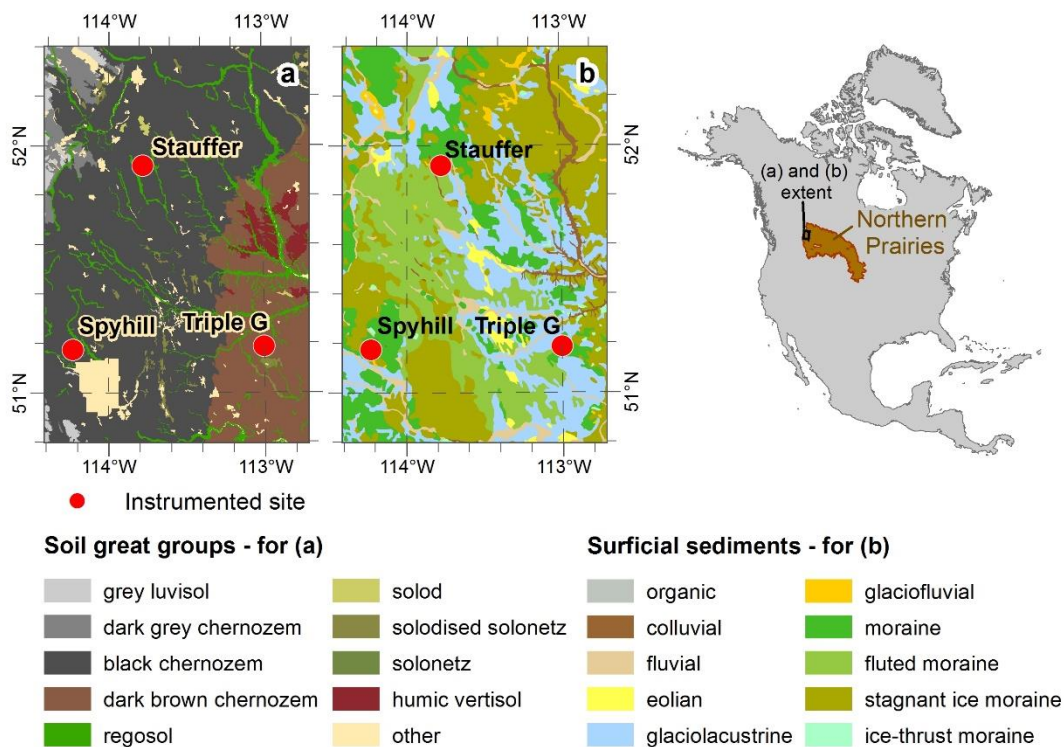 114°W
113°W
114°W
113°W
a
b
52°N
52°N
Stauffer
Stauffer
(a) and (b)
extent
Northern
Prairies
Spyhill
Triple G
Spyhill
Triple G
51°N
51°N
114°W
113°W
114°W
113°W
Instrumented site
Soil great groups - for (a)
grey luvisol
dark grey chernozem
black chernozem
dark brown chernozem
regosol
solod
solodised solonetz
solonetz
humic vertisol
other
Surficial sediments - for (b)
organic
colluvial
fluvial
eolian
glaciolacustrine
glaciofluvial
moraine
fluted moraine
stagnant ice moraine
ice-thrust moraine